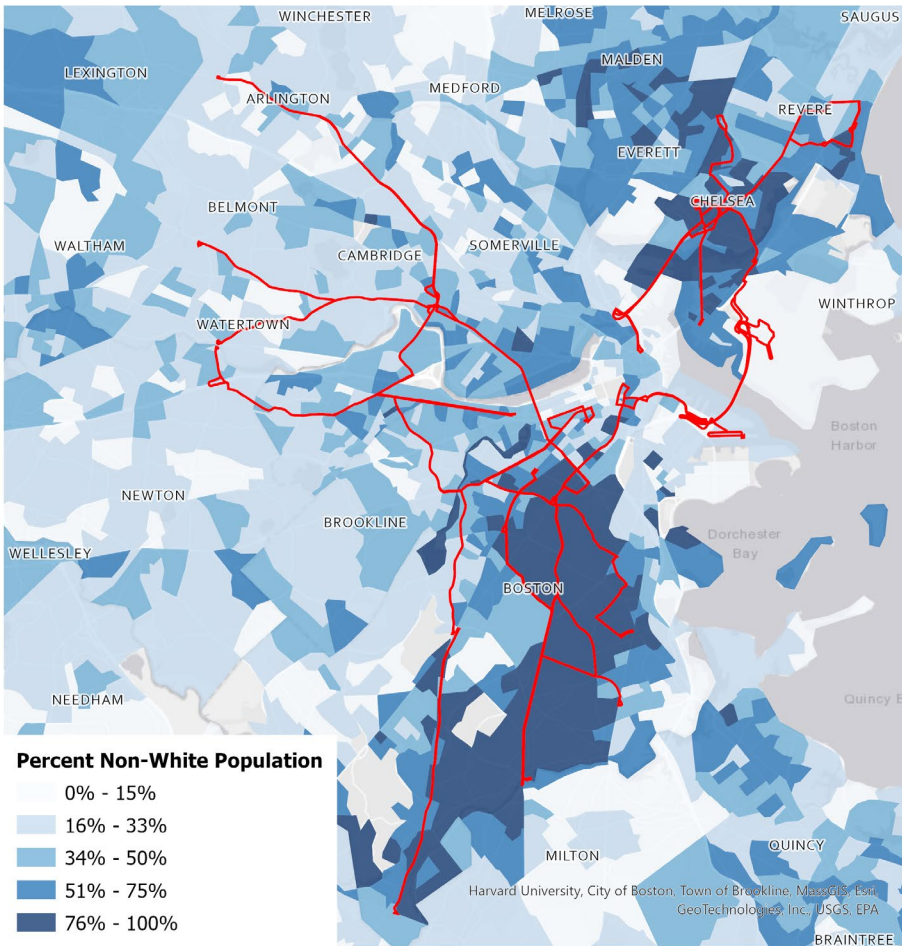 WINCHESTER
MELROSE
SAUGUS
LEXINGTON
MALDEN
ARLINGTON
MEDFORD
REVERE
EVERETT
CHELSEA
BELMONT
WALTHAM
SOMERVILLE
CAMBRIDGE
WINTHROP
WATERTOWN
Boston
Harbor
NEWTON
BROOKLINE
WELLESLEY
Dorchester
Bay
BOSTON
NEEDHAM
Quincy B
Percent Non-White Population
0% - 15%
16% - 33%
34% - 50%
51% - 75%
76% - 100%
QUINCY
MILTON
Harvard University, City of Boston, Town of Brookline, MassGIS, Esri,
GeoTechnologies, Inc., USGS, EPA
BRAINTREE